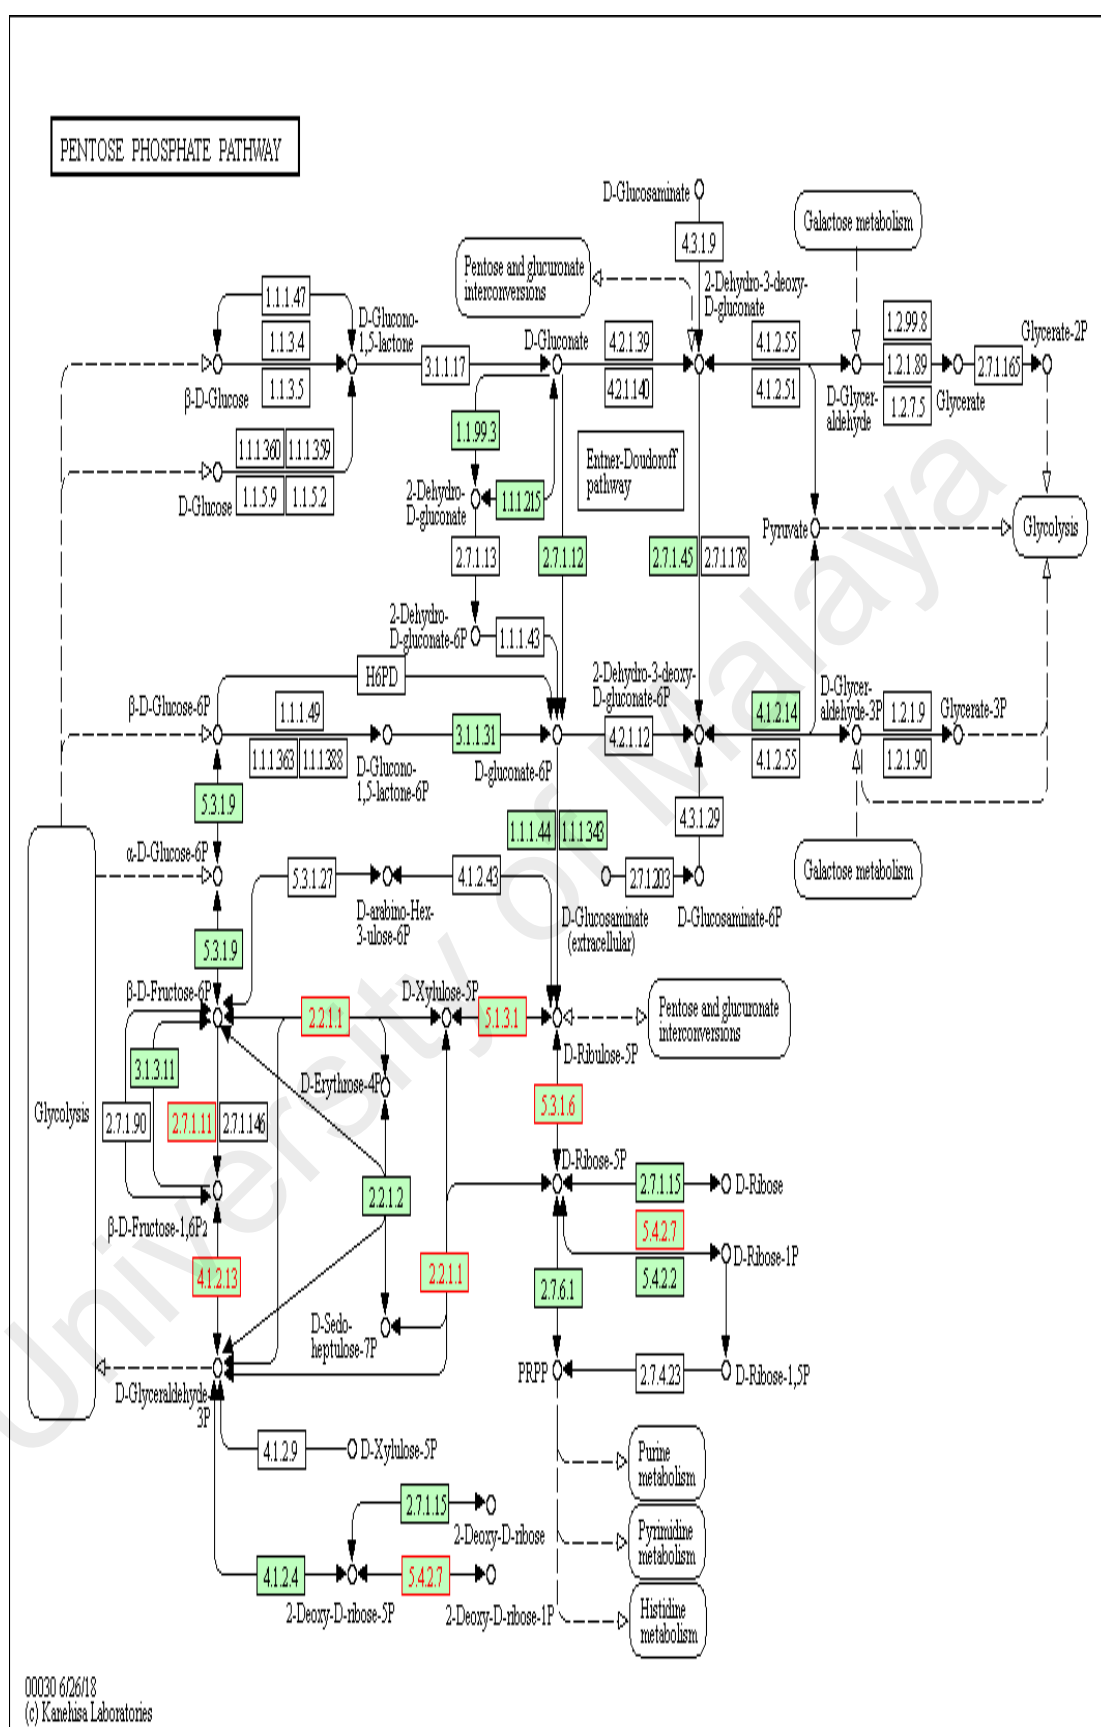 PENTOSE PHOSPHATE PATHWAY
D-Glucosaminate
4.3.1.9
Galactose metabolism
Pentose and glucuronate
interconversions
2-Dehydro-3-deoxy-
D-gluconate
1.1.1.47
D-Glucono-
1,5-lactone
1.1.3.4
1.1.3.5
β-D-Glucose
3.1.1.17
D-Gluconate
4.2.1.39
4.2.1.140
4.1.2.55
4.1.2.51
D-Glycer-
aldehyde
1.2.99.8
1.2.1.89
1.2.7.5
Glycerate
2.7.1.165
Glycerate-2P
1.1.1.360
1.1.1.359
1.1.5.9
1.1.5.2
D-Glucose
1.1.99.3
2-Dehydro-
D-gluconate
1.1.1.215
Entner-Doudoroff
pathway
2.7.1.13
2.7.1.12
2.7.1.45
2.7.1.178
Pyruvate
Glycolysis
2-Dehydro-
D-gluconate-6P
1.1.1.43
H6PD
β-D-Glucose-6P
1.1.1.49
1.1.1.363
1.1.1.388
D-Glucono-
1,5-lactone-6P
3.1.1.31
D-gluconate-6P
2-Dehydro-3-deoxy-
D-gluconate-6P
4.2.1.12
4.1.2.14
4.1.2.55
D-Glycer-
aldehyde-3P
1.2.1.9
1.2.1.90
Glycerate-3P
5.3.1.9
1.1.1.44
1.1.1.343
4.3.1.29
α-D-Glucose-6P
5.3.1.27
D-arabino-Hex-
3-ulose-6P
4.1.2.43
2.7.1.203
D-Glucosaminate
(extracellular)
D-Glucosaminate-6P
Galactose metabolism
5.3.1.9
β-D-Fructose-6P
2.2.1.1
D-Xylulose-5P
5.1.3.1
D-Ribulose-5P
Pentose and glucuronate
interconversions
3.1.3.11
D-Erythrose-4P
5.3.1.6
Glycolysis
2.7.1.90
2.7.1.11
2.7.1.146
D-Ribose-5P
2.2.1.2
2.7.1.15
D-Ribose
β-D-Fructose-1,6P2
5.4.2.7
5.4.2.2
D-Ribose-1P
4.1.2.13
2.2.1.1
2.7.6.1
D-Sedo-
heptulose-7P
D-Glyceraldehyde-
3P
PRPP
2.7.4.23
D-Ribose-1,5P
4.1.2.9
D-Xylulose-5P
Purine
metabolism
2.7.1.15
2-Deoxy-D-ribose
Pyrimidine
metabolism
4.1.2.4
2-Deoxy-D-ribose-5P
5.4.2.7
2-Deoxy-D-ribose-1P
Histidine
metabolism
00030 6/26/18
(c) Kanehisa Laboratories
University of Malaya